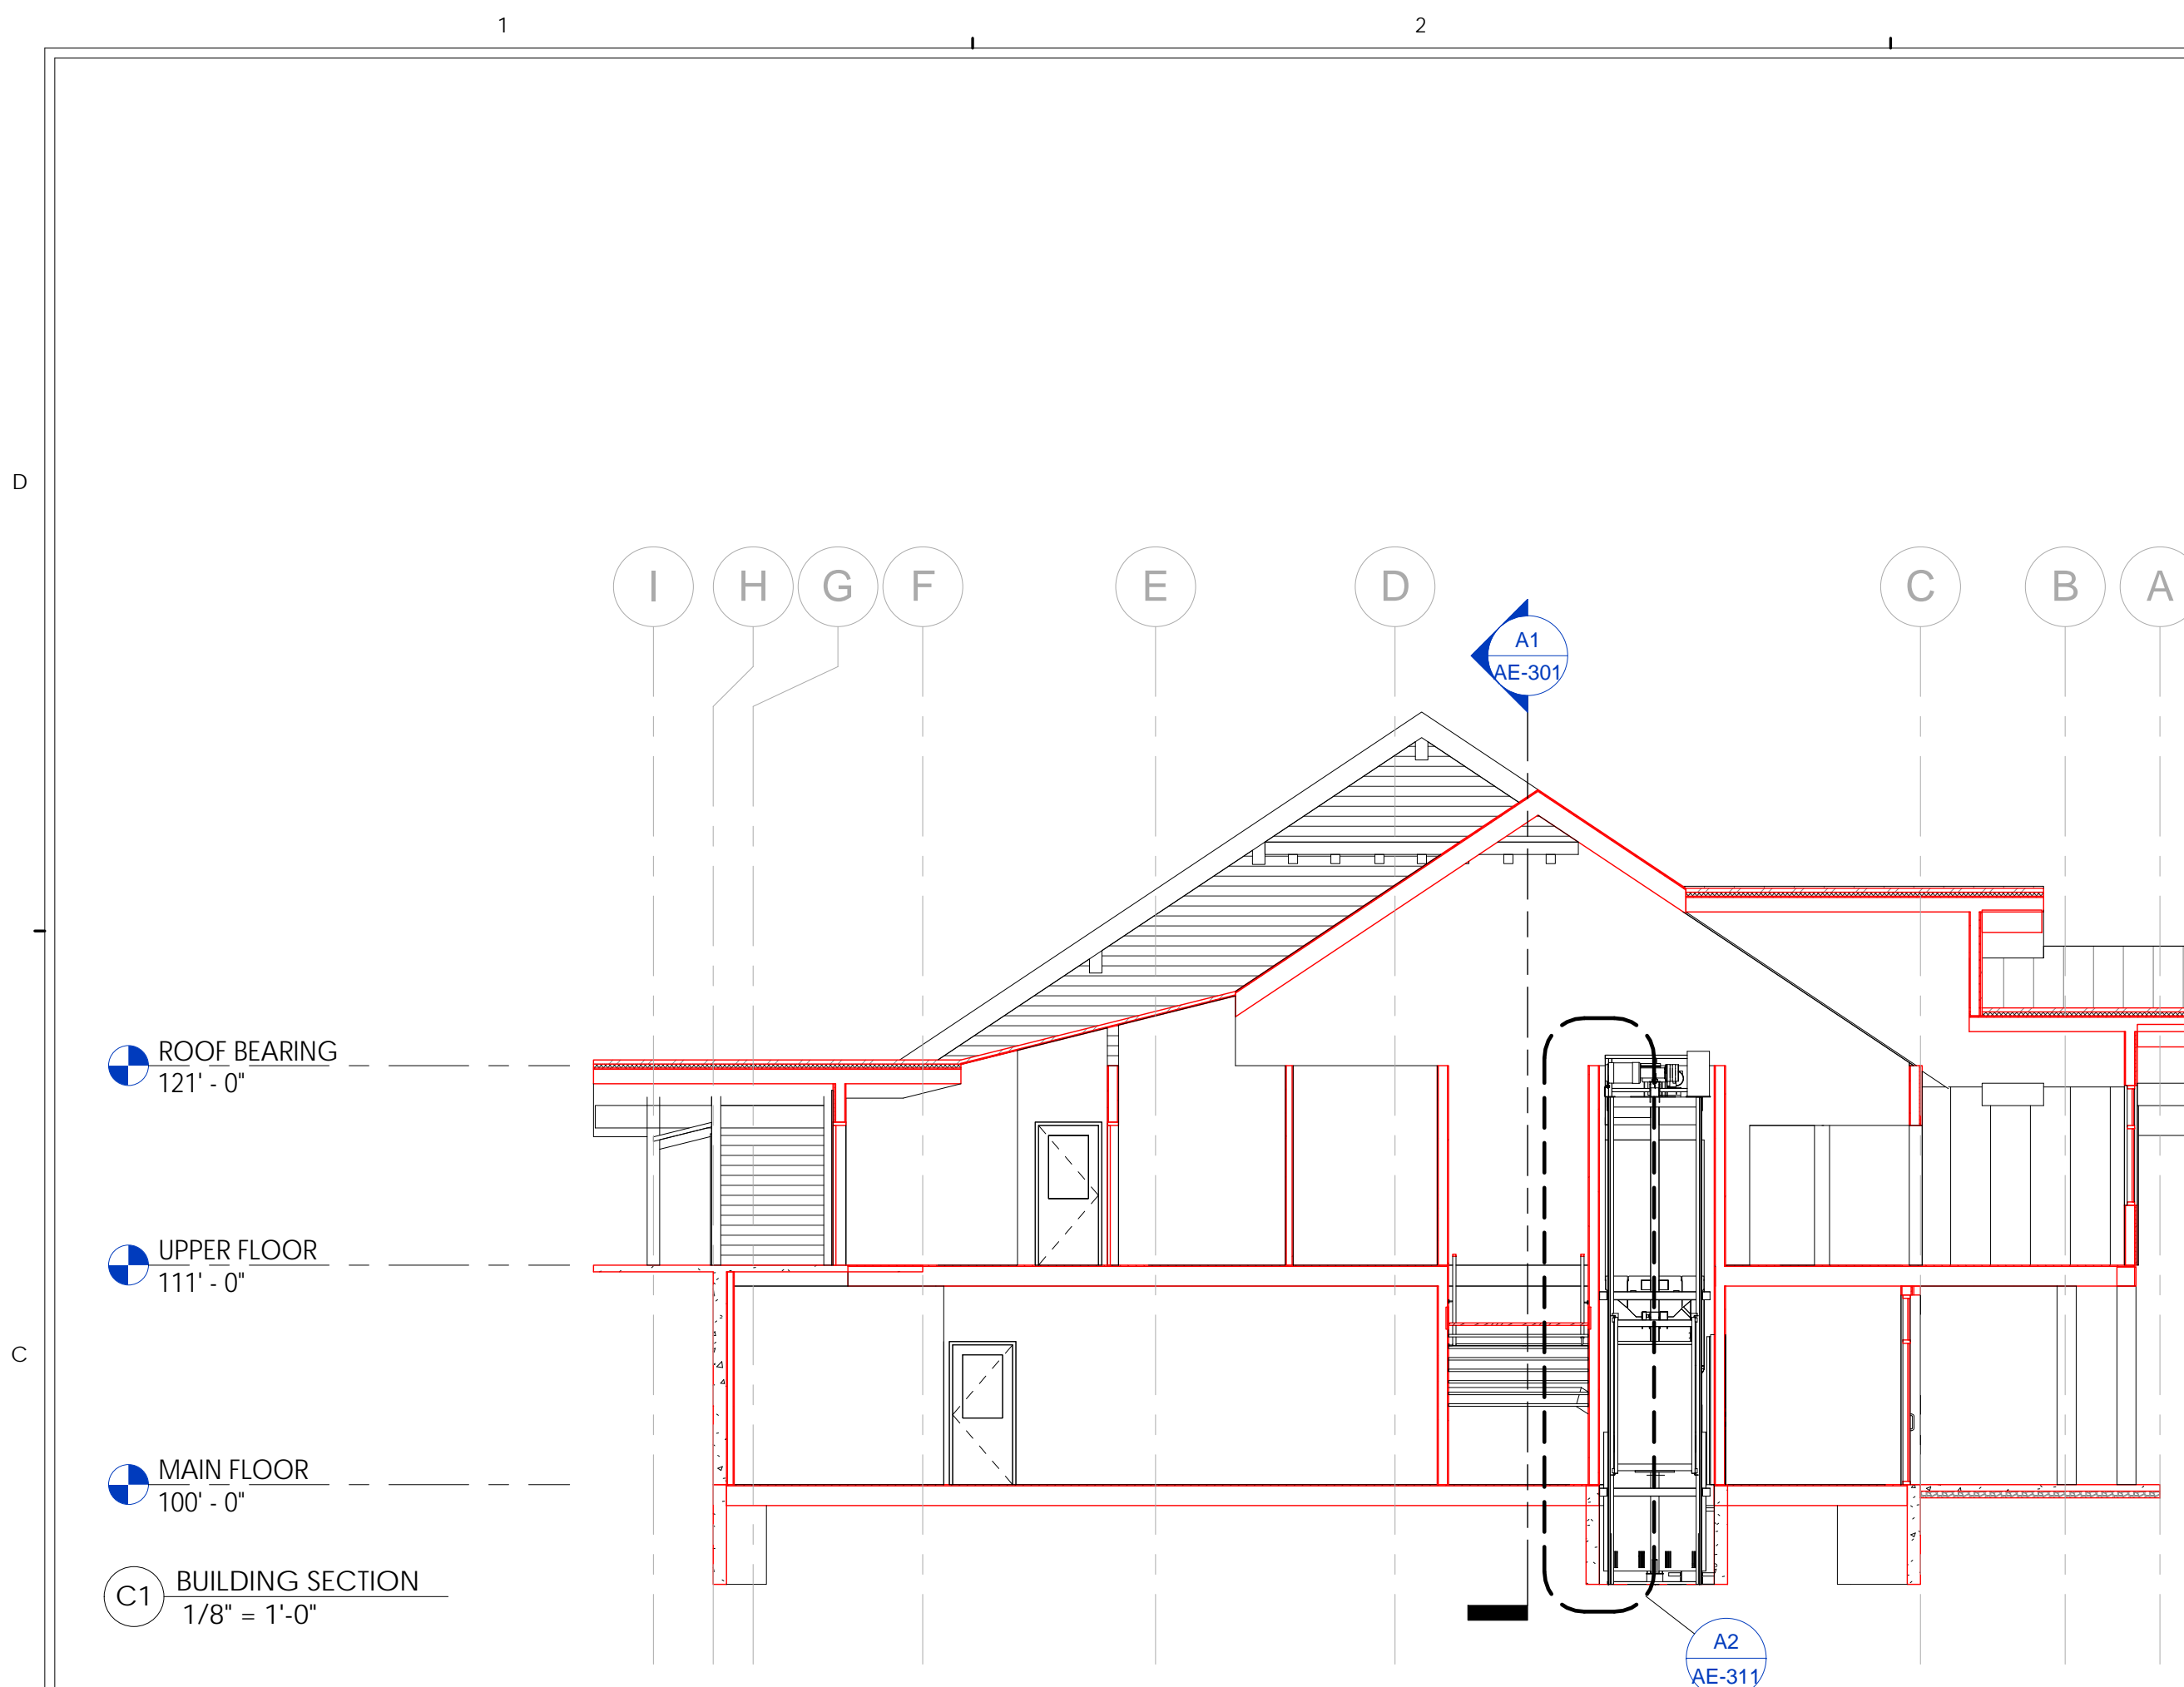 1
2
D
I
H
G
F
E
D
C
B
A
A1
AE-301
ROOF BEARING
121' - 0"
UPPER FLOOR
111' - 0"
C
MAIN FLOOR
100' - 0"
C1
BUILDING SECTION
1/8" = 1'-0"
A2
AE-311